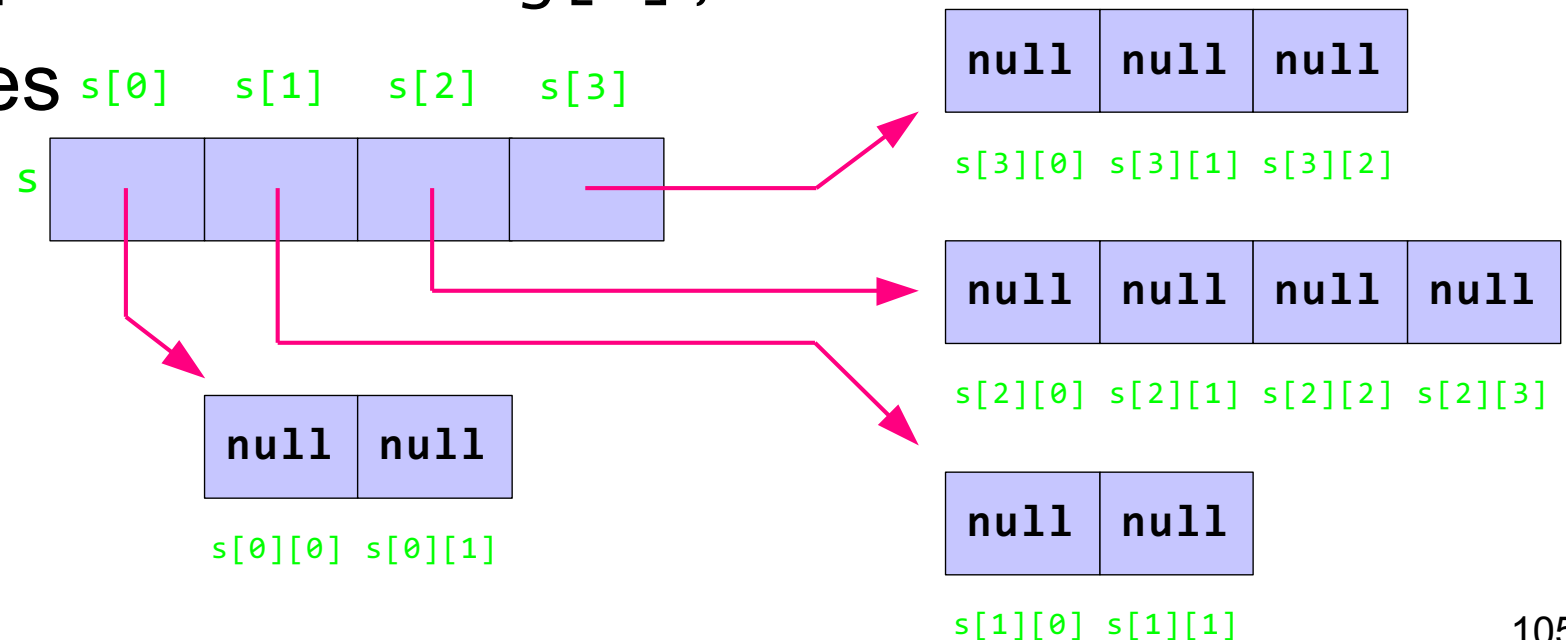 es s[0] s[1] s[2] s[3]
s
null null null
s[3][0] s[3][1] s[3][2]
null null null null
s[2][0] s[2][1] s[2][2] s[2][3]
null null
s[0][0] s[0][1]
null null
s[1][0] s[1][1]
105